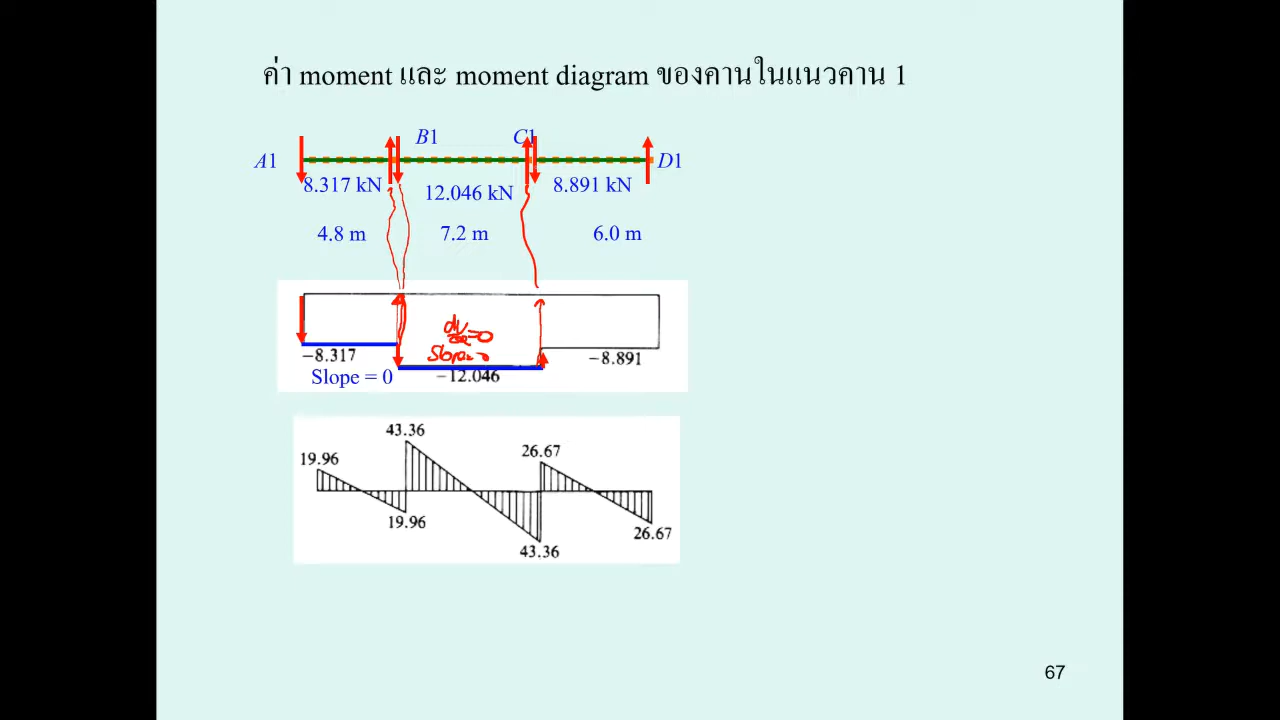 ค่า moment และ moment diagram ของคานในแนวคาน 1
B1 C1
A1 D1
8.317 kN 12.046 kN 8.891 kN
4.8 m 7.2 m 6.0 m
dV/dx=0
Slope=0
−8.317 −8.891
Slope = 0 −12.046
43.36
19.96 26.67
19.96 26.67
43.36
67